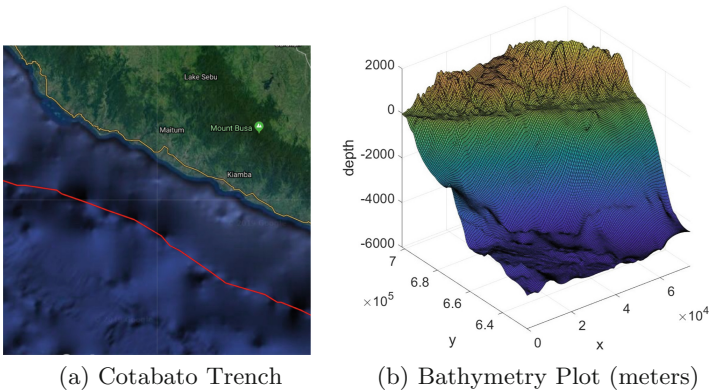 Lake Sebu
Maitum
Mount Busa
Kiamba
2000
0
-2000
-4000
-6000
depth
7
6.8
6.6
6.4
×10⁵
y
0
2
4
6
×10⁴
x
(a) Cotabato Trench
(b) Bathymetry Plot (meters)